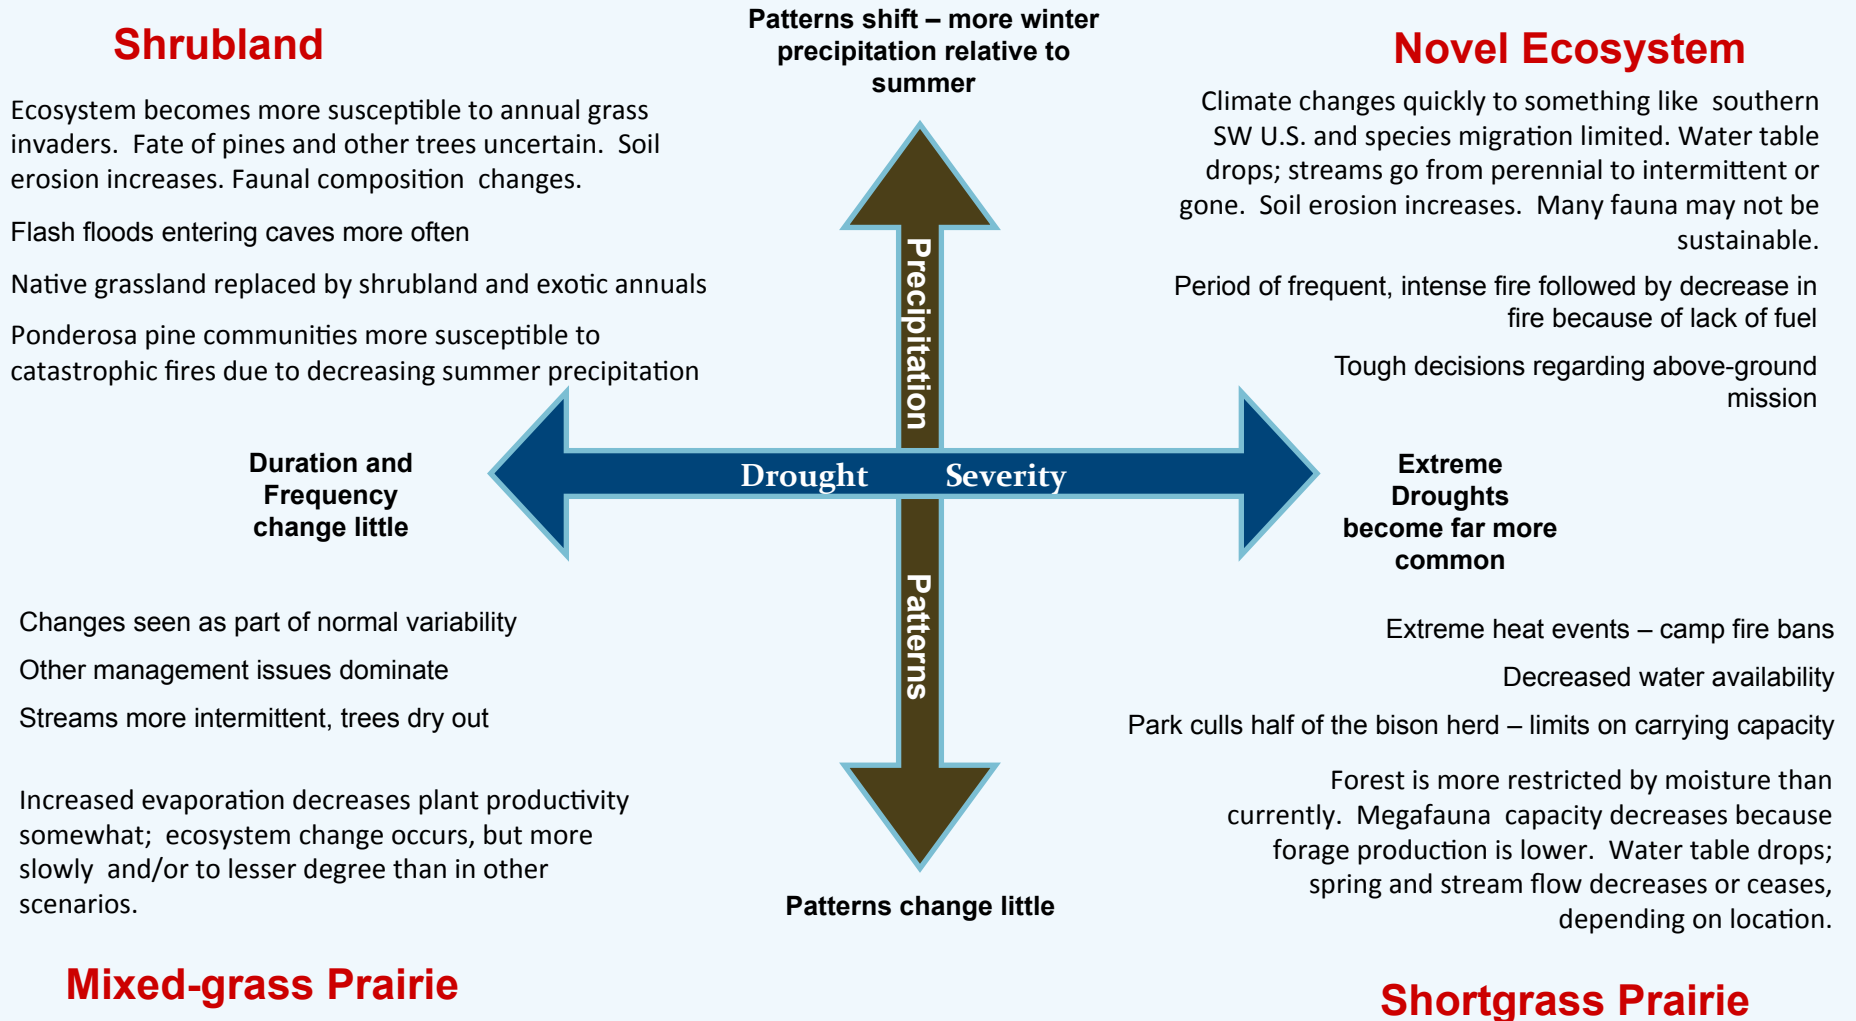 Shrubland
Ecosystem becomes more susceptible to annual grass
invaders.  Fate of pines and other trees uncertain.  Soil
erosion increases. Faunal composition  changes.
Flash floods entering caves more often
Native grassland replaced by shrubland and exotic annuals
Ponderosa pine communities more susceptible to
catastrophic fires due to decreasing summer precipitation
Patterns shift – more winter
precipitation relative to
summer
Novel Ecosystem
Climate changes quickly to something like  southern
SW U.S. and species migration limited. Water table
drops; streams go from perennial to intermittent or
gone.  Soil erosion increases.  Many fauna may not be
sustainable.
Period of frequent, intense fire followed by decrease in
fire because of lack of fuel
Tough decisions regarding above-ground
mission
Precipitation
Patterns
Duration and
Frequency
change little
Drought Severity
Extreme
Droughts
become far more
common
Changes seen as part of normal variability
Other management issues dominate
Streams more intermittent, trees dry out
Increased evaporation decreases plant productivity
somewhat;  ecosystem change occurs, but more
slowly  and/or to lesser degree than in other
scenarios.
Mixed-grass Prairie
Patterns change little
Extreme heat events – camp fire bans
Decreased water availability
Park culls half of the bison herd – limits on carrying capacity
Forest is more restricted by moisture than
currently.  Megafauna  capacity decreases because
forage production is lower.  Water table drops;
spring and stream flow decreases or ceases,
depending on location.
Shortgrass Prairie